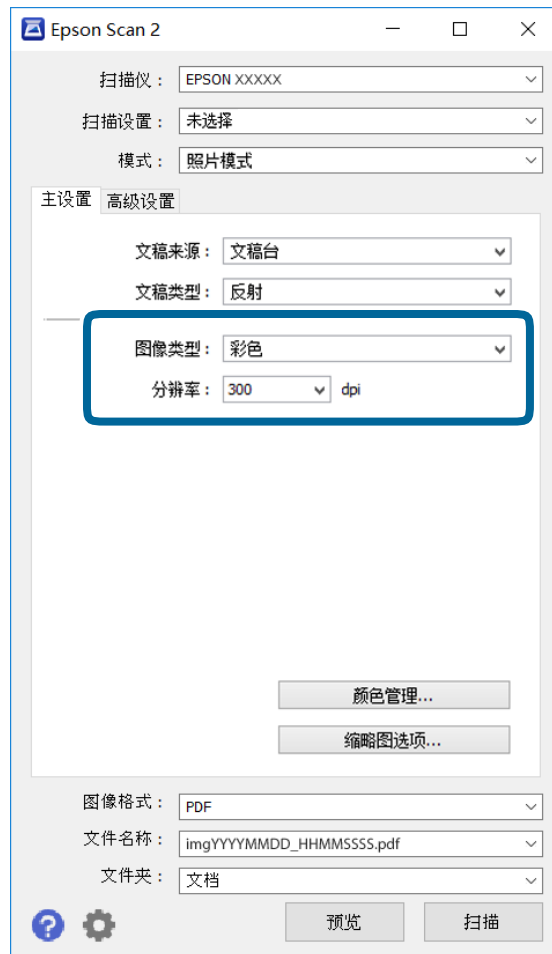 Epson Scan 2
扫描仪： EPSON XXXXX
扫描设置： 未选择
模式： 照片模式
主设置 高级设置
文稿来源： 文稿台
文稿类型： 反射
图像类型： 彩色
分辨率： 300 dpi
颜色管理...
缩略图选项...
图像格式： PDF
文件名称： imgYYYYMMDD_HHMMSSSS.pdf
文件夹： 文档
? 预览 扫描